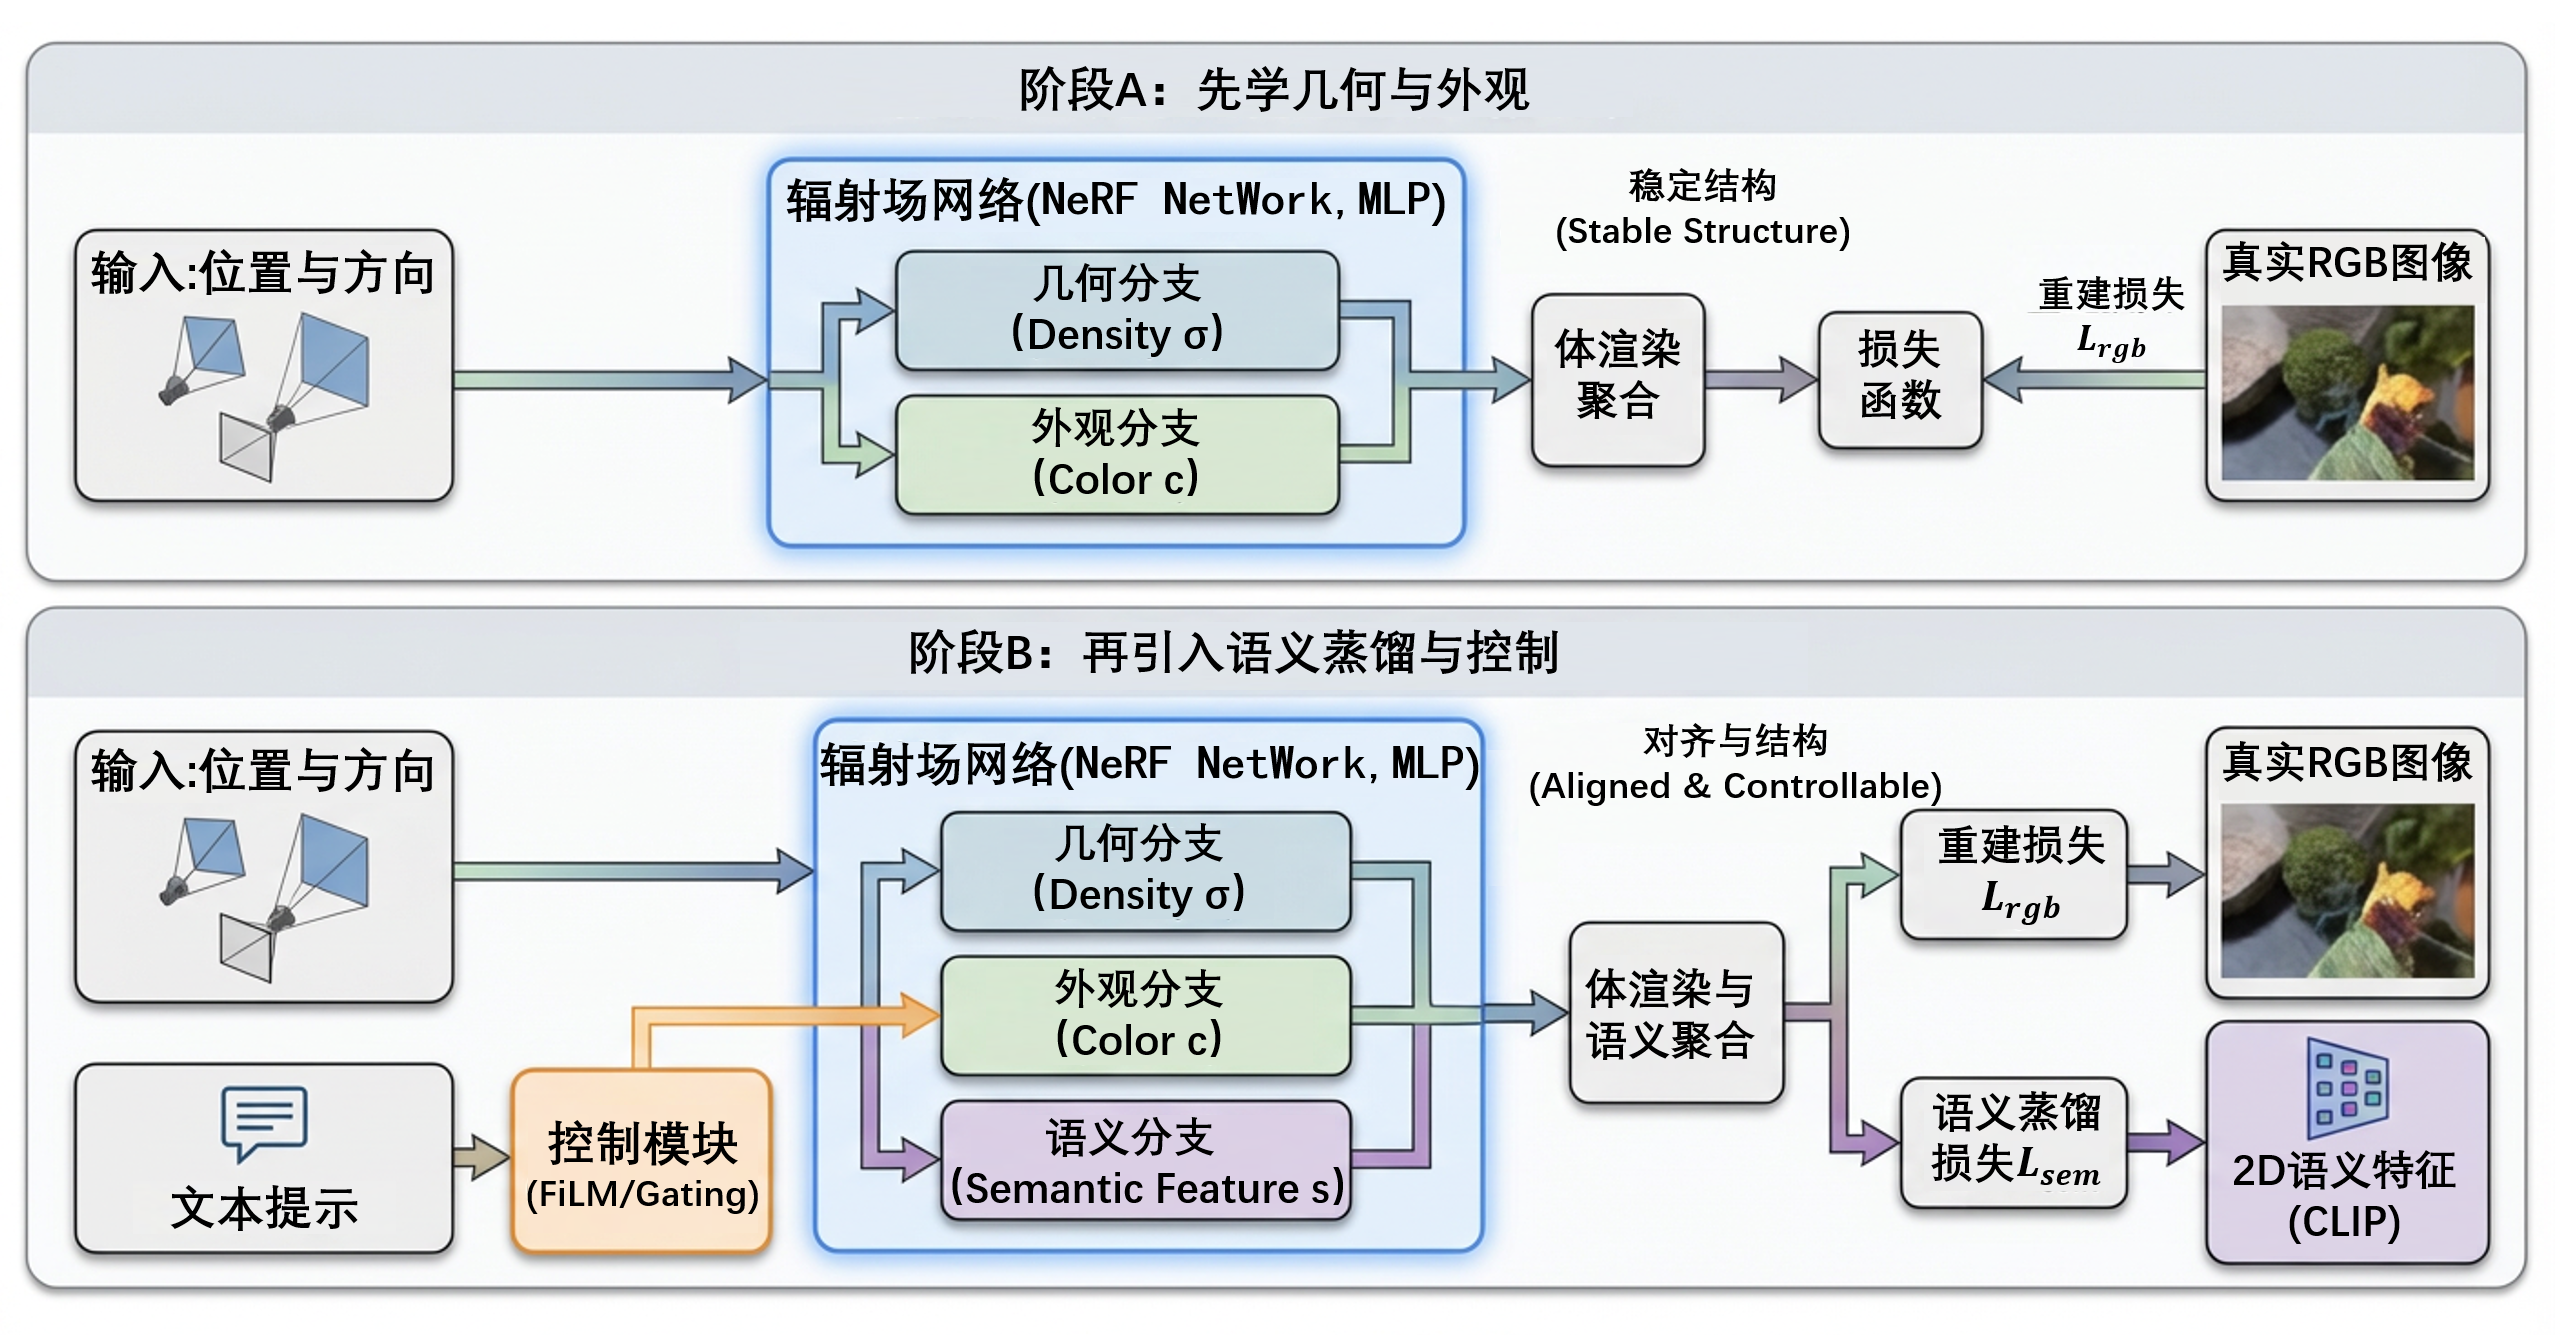 阶段A：先学几何与外观
输入:位置与方向
辐射场网络(NeRF NetWork,MLP)
几何分支
(Density σ)
外观分支
(Color c)
稳定结构
(Stable Structure)
体渲染
聚合
损失
函数
重建损失
L_rgb
真实RGB图像
阶段B：再引入语义蒸馏与控制
输入:位置与方向
文本提示
控制模块
(FiLM/Gating)
辐射场网络(NeRF NetWork,MLP)
几何分支
(Density σ)
外观分支
(Color c)
语义分支
(Semantic Feature s)
对齐与结构
(Aligned & Controllable)
体渲染与
语义聚合
重建损失
L_rgb
语义蒸馏
损失L_sem
真实RGB图像
2D语义特征
(CLIP)